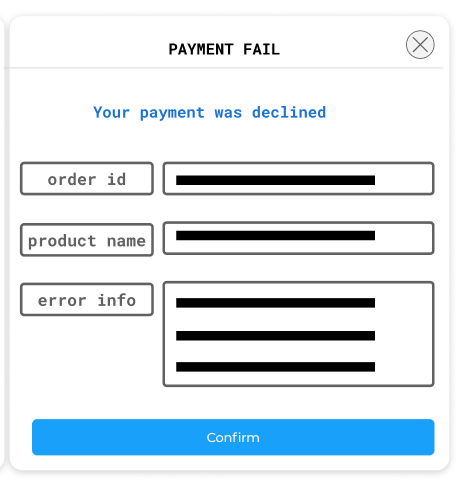 PAYMENT FAIL
Your payment was declined
order id
product name
error info
Confirm